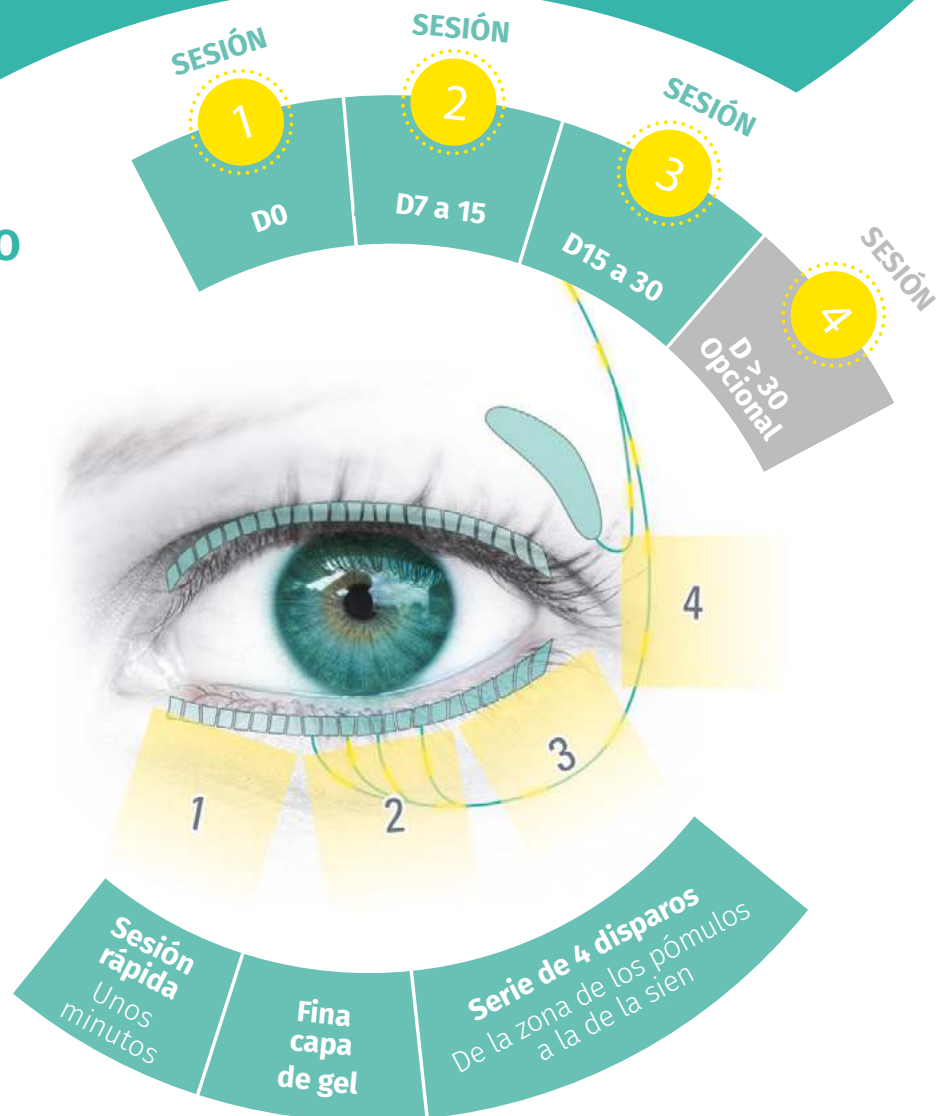 SESIÓN
1
D0
SESIÓN
2
D7 a 15
SESIÓN
3
D15 a 30
SESIÓN
4
D > 30
Opcional
O
4
3
2
1
Sesión
rápida
Unos
minutos
Fina
capa
de gel
Serie de 4 disparos
De la zona de los pómulos
a la de la sien